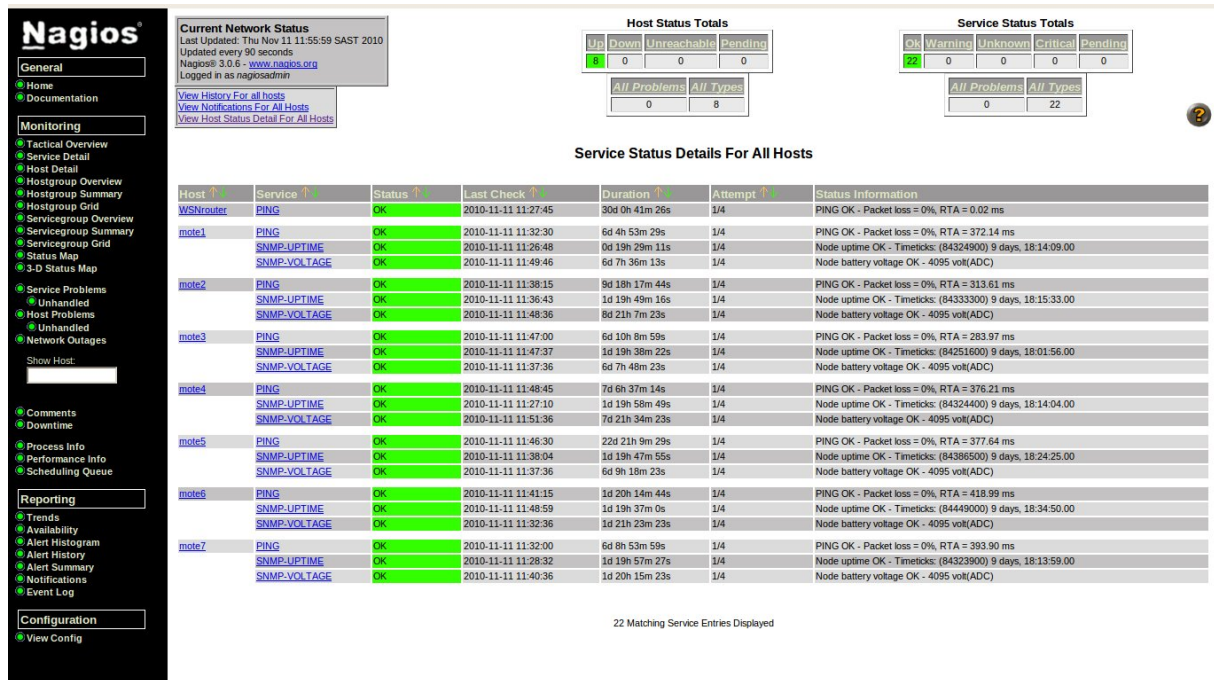 Nagios®
General
Home
Documentation
Monitoring
Tactical Overview
Service Detail
Host Detail
Hostgroup Overview
Hostgroup Summary
Hostgroup Grid
Servicegroup Overview
Servicegroup Summary
Servicegroup Grid
Status Map
3-D Status Map
Service Problems
Unhandled
Host Problems
Unhandled
Network Outages
Show Host:
Comments
Downtime
Process Info
Performance Info
Scheduling Queue
Reporting
Trends
Availability
Alert Histogram
Alert History
Alert Summary
Notifications
Event Log
Configuration
View Config
Current Network Status
Last Updated: Thu Nov 11 11:55:59 SAST 2010
Updated every 90 seconds
Nagios® 3.0.6 - www.nagios.org
Logged in as nagiosadmin
View History For all hosts
View Notifications For All Hosts
View Host Status Detail For All Hosts
Host Status Totals
Up Down Unreachable Pending
8 0 0 0
All Problems All Types
0 8
Service Status Totals
Ok Warning Unknown Critical Pending
22 0 0 0 0
All Problems All Types
0 22
?
Service Status Details For All Hosts
Host Service Status Last Check Duration Attempt Status Information
WSNrouter PING OK 2010-11-11 11:27:45 30d 0h 41m 26s 1/4 PING OK - Packet loss = 0%, RTA = 0.02 ms
mote1 PING OK 2010-11-11 11:32:30 6d 4h 53m 29s 1/4 PING OK - Packet loss = 0%, RTA = 372.14 ms
SNMP-UPTIME OK 2010-11-11 11:26:48 0d 19h 29m 11s 1/4 Node uptime OK - Timeticks: (84324900) 9 days, 18:14:09.00
SNMP-VOLTAGE OK 2010-11-11 11:49:46 6d 7h 36m 13s 1/4 Node battery voltage OK - 4095 volt(ADC)
mote2 PING OK 2010-11-11 11:38:15 9d 18h 17m 44s 1/4 PING OK - Packet loss = 0%, RTA = 313.61 ms
SNMP-UPTIME OK 2010-11-11 11:36:43 1d 19h 49m 16s 1/4 Node uptime OK - Timeticks: (84333300) 9 days, 18:15:33.00
SNMP-VOLTAGE OK 2010-11-11 11:48:36 8d 21h 7m 23s 1/4 Node battery voltage OK - 4095 volt(ADC)
mote3 PING OK 2010-11-11 11:47:00 6d 10h 8m 59s 1/4 PING OK - Packet loss = 0%, RTA = 283.97 ms
SNMP-UPTIME OK 2010-11-11 11:47:37 1d 19h 38m 22s 1/4 Node uptime OK - Timeticks: (84251600) 9 days, 18:01:56.00
SNMP-VOLTAGE OK 2010-11-11 11:37:36 6d 7h 48m 23s 1/4 Node battery voltage OK - 4095 volt(ADC)
mote4 PING OK 2010-11-11 11:48:45 7d 6h 37m 14s 1/4 PING OK - Packet loss = 0%, RTA = 376.21 ms
SNMP-UPTIME OK 2010-11-11 11:27:10 1d 19h 58m 49s 1/4 Node uptime OK - Timeticks: (84324400) 9 days, 18:14:04.00
SNMP-VOLTAGE OK 2010-11-11 11:51:36 7d 21h 34m 23s 1/4 Node battery voltage OK - 4095 volt(ADC)
mote5 PING OK 2010-11-11 11:46:30 22d 21h 9m 29s 1/4 PING OK - Packet loss = 0%, RTA = 377.64 ms
SNMP-UPTIME OK 2010-11-11 11:38:04 1d 19h 47m 55s 1/4 Node uptime OK - Timeticks: (84386500) 9 days, 18:24:25.00
SNMP-VOLTAGE OK 2010-11-11 11:37:36 6d 9h 18m 23s 1/4 Node battery voltage OK - 4095 volt(ADC)
mote6 PING OK 2010-11-11 11:41:15 1d 20h 14m 44s 1/4 PING OK - Packet loss = 0%, RTA = 418.99 ms
SNMP-UPTIME OK 2010-11-11 11:48:59 1d 19h 37m 0s 1/4 Node uptime OK - Timeticks: (84449000) 9 days, 18:34:50.00
SNMP-VOLTAGE OK 2010-11-11 11:32:36 1d 21h 23m 23s 1/4 Node battery voltage OK - 4095 volt(ADC)
mote7 PING OK 2010-11-11 11:32:00 6d 8h 53m 59s 1/4 PING OK - Packet loss = 0%, RTA = 393.90 ms
SNMP-UPTIME OK 2010-11-11 11:28:32 1d 19h 57m 27s 1/4 Node uptime OK - Timeticks: (84323900) 9 days, 18:13:59.00
SNMP-VOLTAGE OK 2010-11-11 11:40:36 1d 20h 15m 23s 1/4 Node battery voltage OK - 4095 volt(ADC)
22 Matching Service Entries Displayed